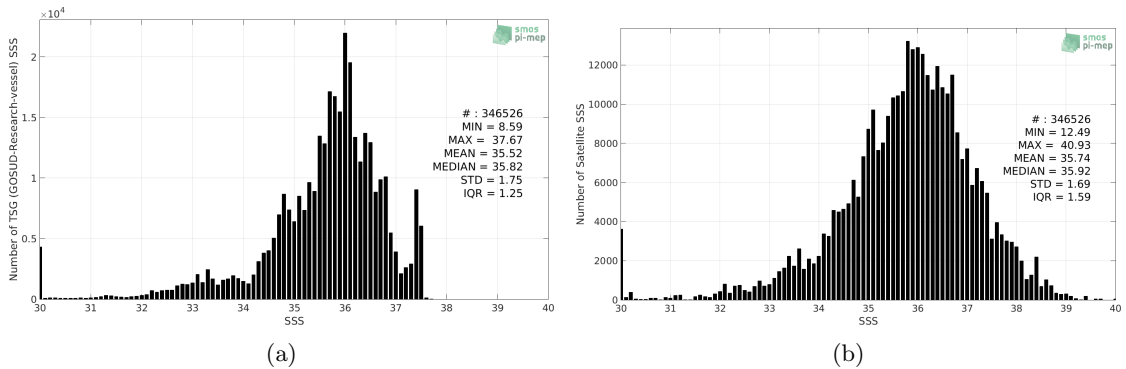 ×10⁴
smos
pi-mep
Number of TSG (GOSUD-Research-vessel) SSS
2
1.5
1
0.5
0
# : 346526
MIN = 8.59
MAX = 37.67
MEAN = 35.52
MEDIAN = 35.82
STD = 1.75
IQR = 1.25
30 31 32 33 34 35 36 37 38 39 40
SSS
(a)
smos
pi-mep
Number of Satellite SSS
12000
10000
8000
6000
4000
2000
0
# : 346526
MIN = 12.49
MAX = 40.93
MEAN = 35.74
MEDIAN = 35.92
STD = 1.69
IQR = 1.59
30 31 32 33 34 35 36 37 38 39 40
SSS
(b)